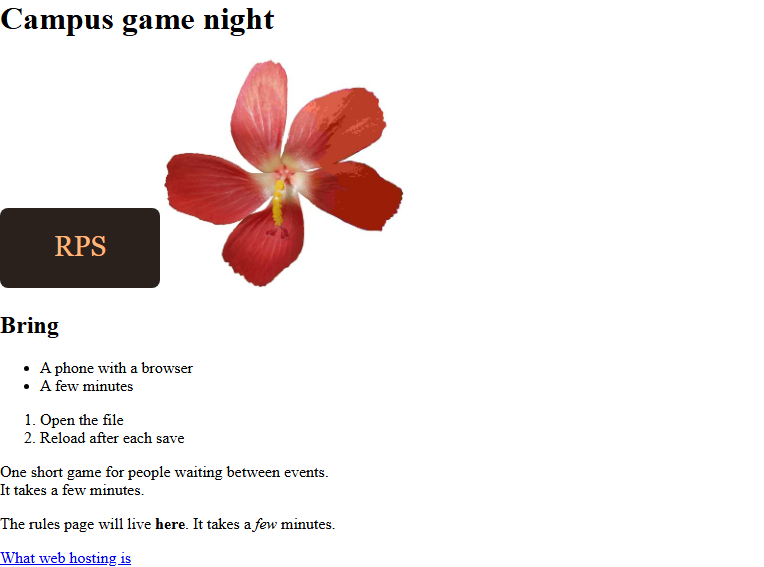 Campus game night
RPS
Bring
A phone with a browser
A few minutes
1. Open the file
2. Reload after each save
One short game for people waiting between events.
It takes a few minutes.
The rules page will live here. It takes a few minutes.
What web hosting is